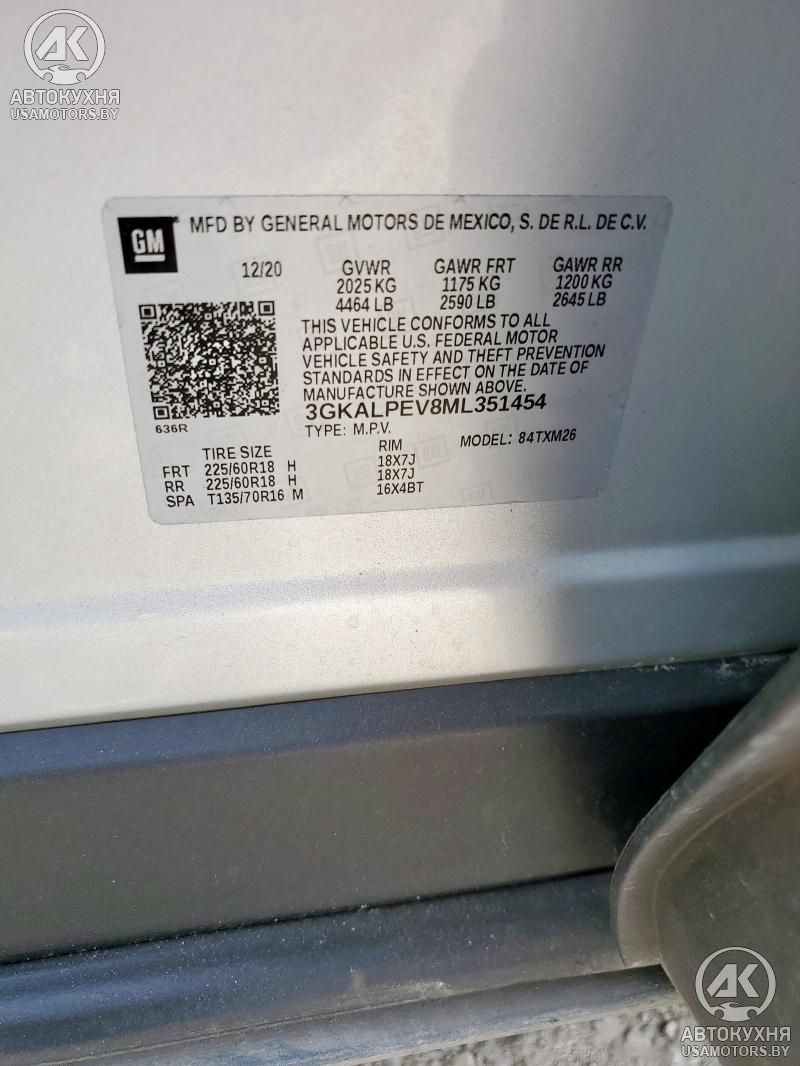 AK
АВТОКУХНЯ
USAMOTORS.BY
GM
MFD BY GENERAL MOTORS DE MEXICO, S. DE R.L. DE C.V.
12/20 GVWR GAWR FRT GAWR RR
2025 KG 1175 KG 1200 KG
4464 LB 2590 LB 2645 LB
THIS VEHICLE CONFORMS TO ALL
APPLICABLE U.S. FEDERAL MOTOR
VEHICLE SAFETY AND THEFT PREVENTION
STANDARDS IN EFFECT ON THE DATE OF
MANUFACTURE SHOWN ABOVE.
3GKALPEV8ML351454
636R
TYPE: M.P.V. MODEL: 84TXM26
TIRE SIZE RIM
FRT 225/60R18 H 18X7J
RR 225/60R18 H 18X7J
SPA T135/70R16 M 16X4BT
AK
АВТОКУХНЯ
USAMOTORS.BY